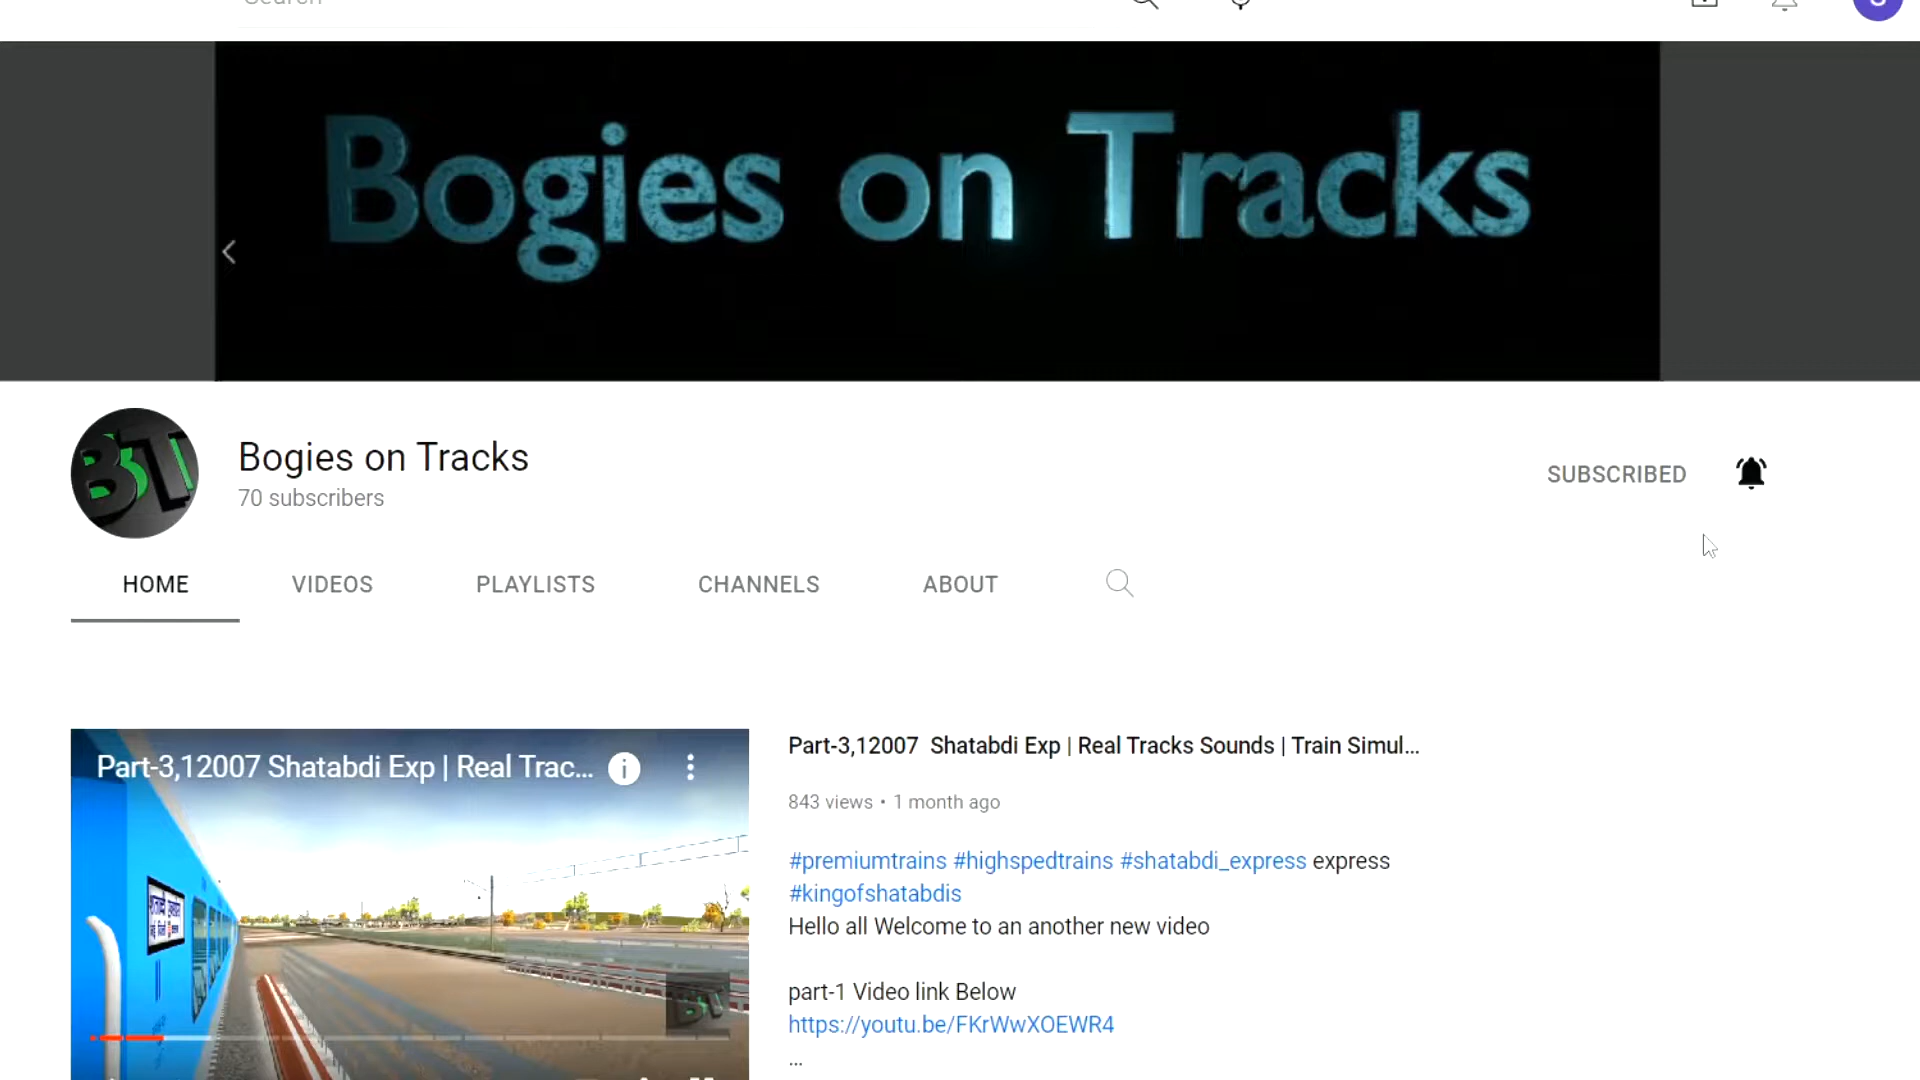 Bogies on Tracks
Bogies on Tracks
70 subscribers
SUBSCRIBED
HOME
VIDEOS
PLAYLISTS
CHANNELS
ABOUT
Part-3,12007 Shatabdi Exp | Real Trac...
Part-3,12007 Shatabdi Exp | Real Tracks Sounds | Train Simul...
843 views • 1 month ago
#premiumtrains #highspedtrains #shatabdi_express express
#kingofshatabdis
Hello all Welcome to an another new video
part-1 Video link Below
https://youtu.be/FKrWwXOEWR4
...